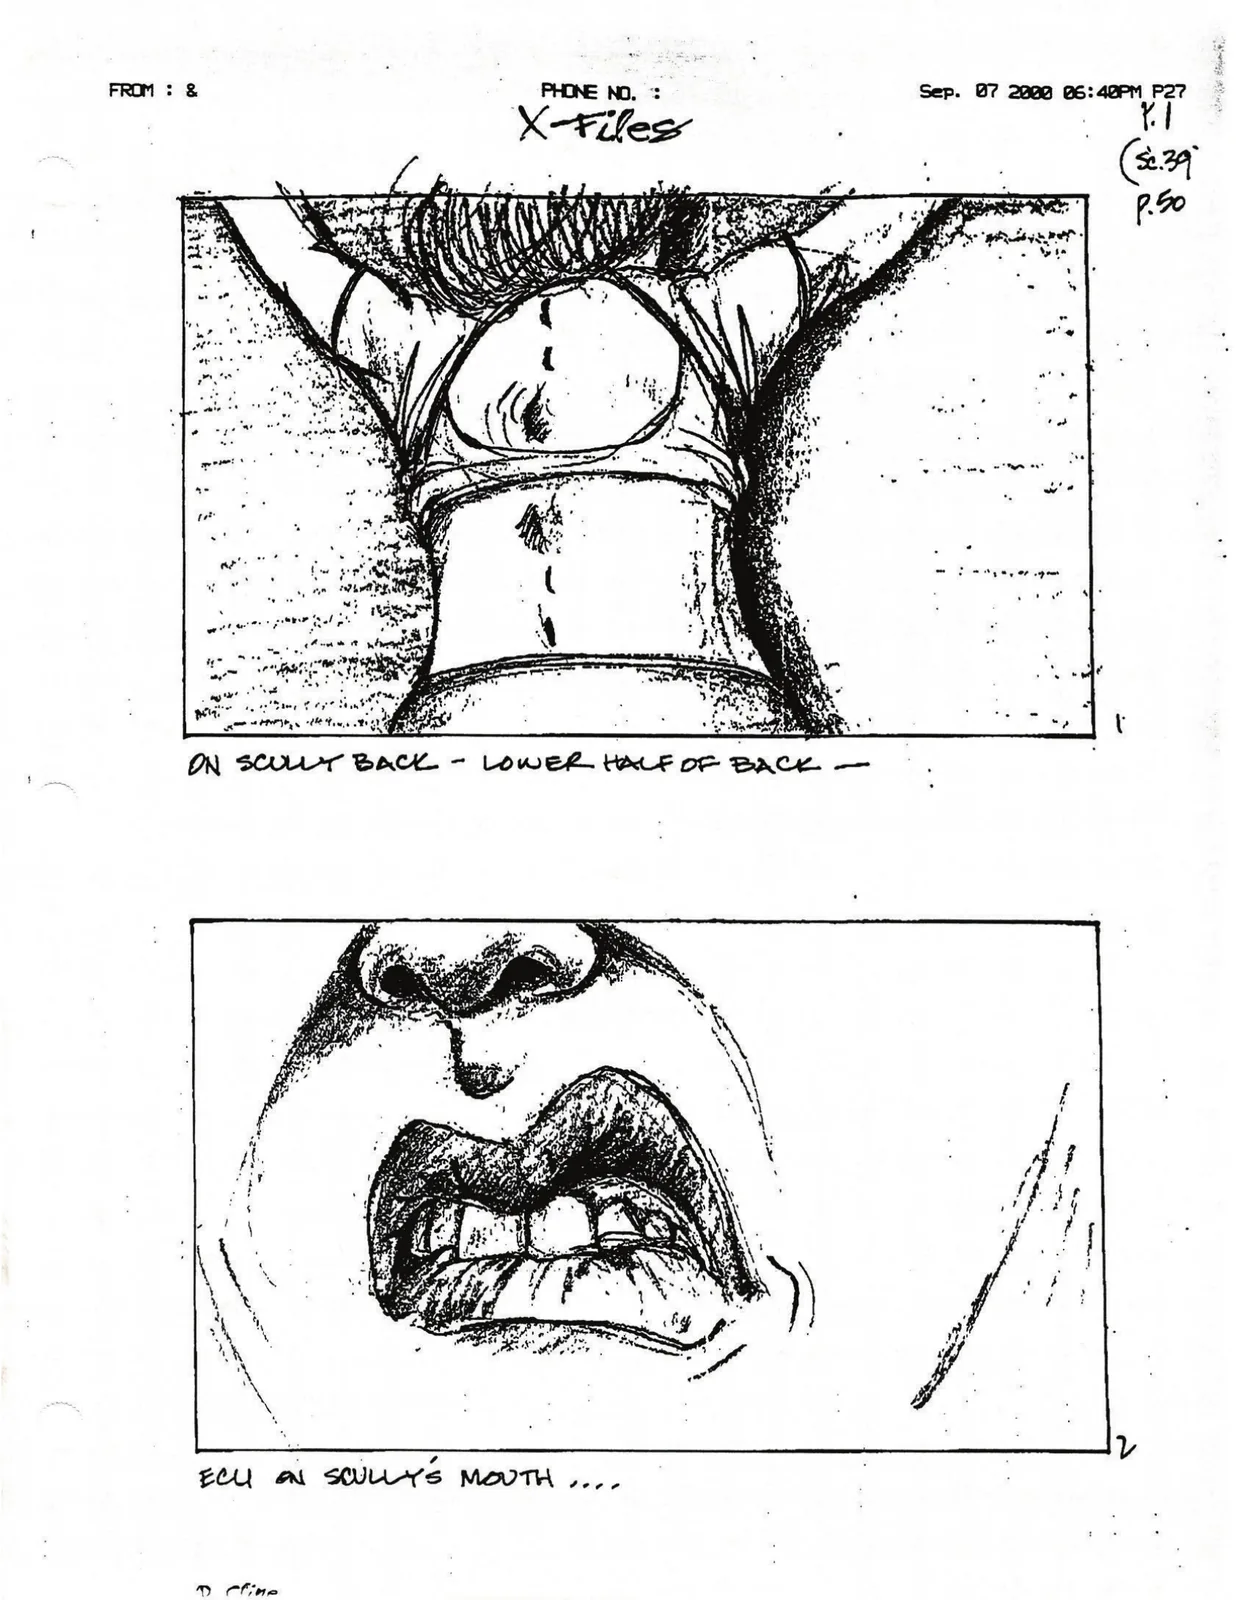 FROM : &
PHONE NO. :
Sep. 07 2000 06:40PM P27
X-Files
P.1
(SC.39
P.50
1
ON SCULLY BACK - LOWER HALF OF BACK —
2
ECU ON SCULLY'S MOUTH ....